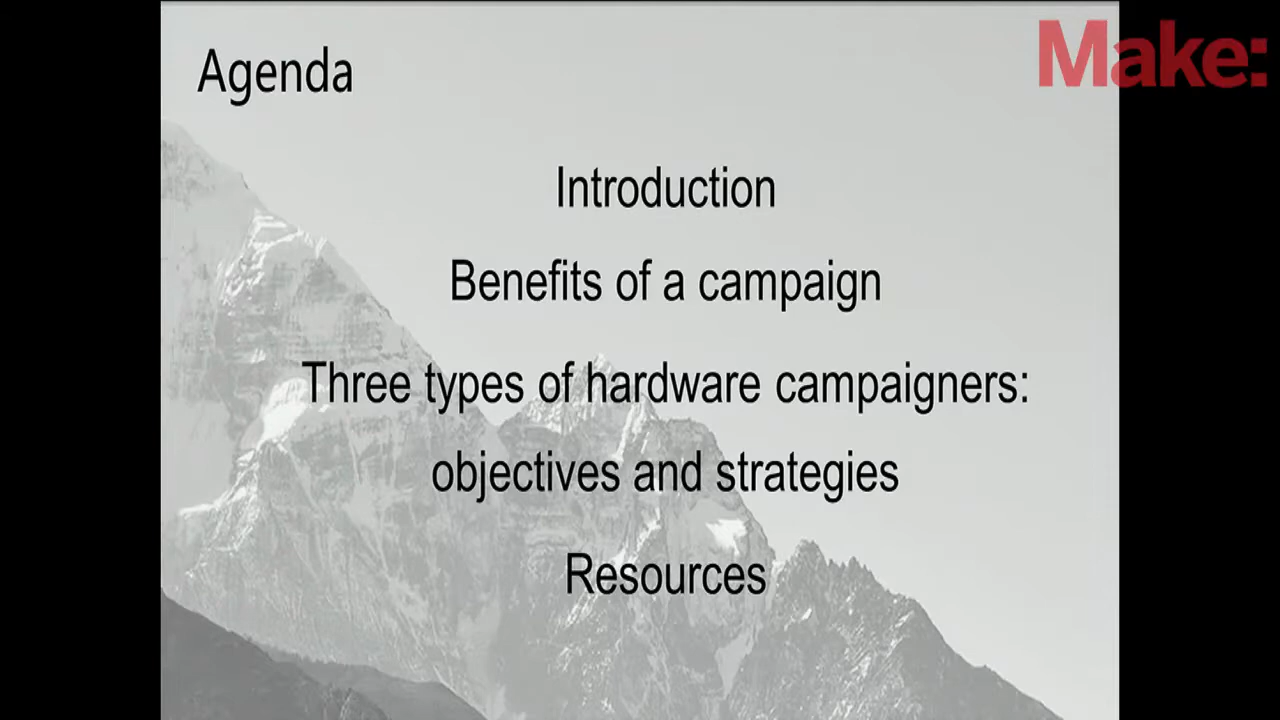 Agenda
Make:
Introduction
Benefits of a campaign
Three types of hardware campaigners:
objectives and strategies
Resources